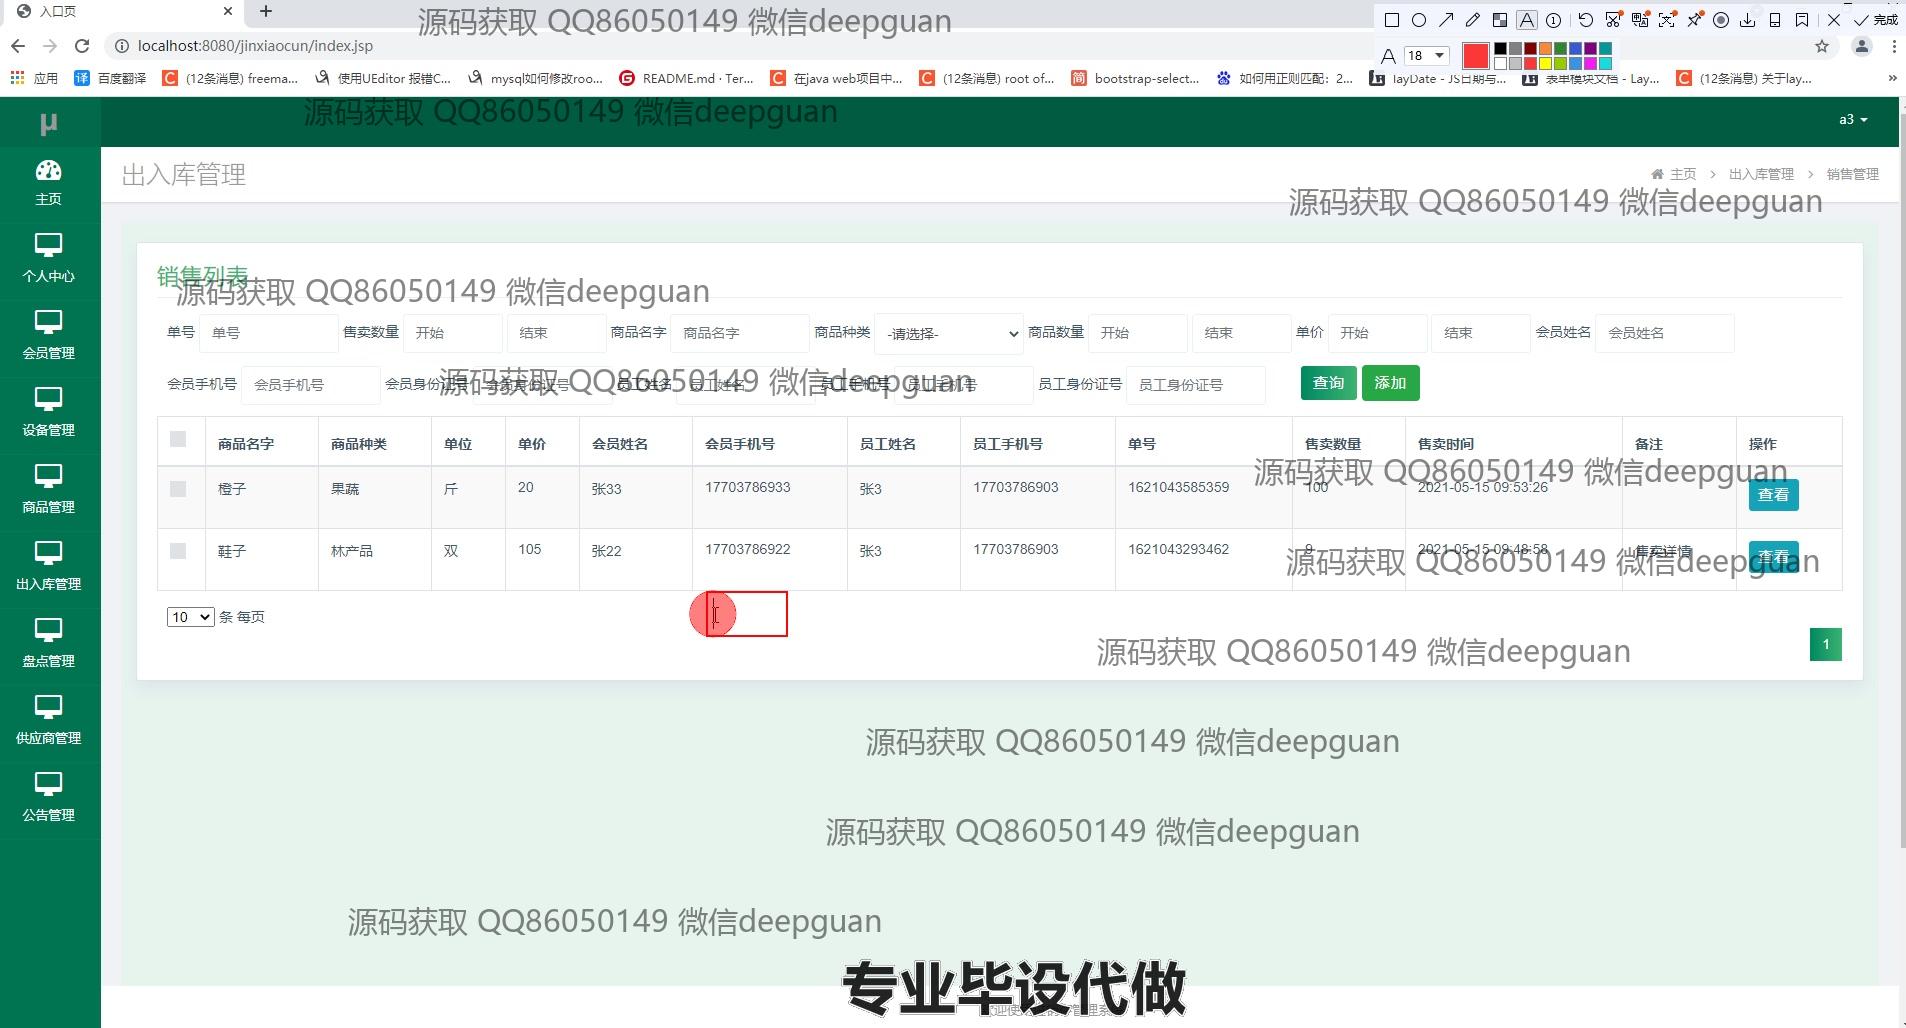 入口页
源码获取 QQ86050149 微信deepguan
完成
localhost:8080/jinxiaocun/index.jsp
18
应用 百度翻译 (12条消息) freema... 使用UEditor 报错C... mysql如何修改roo... README.md · Ter... 在java web项目中... (12条消息) root of... bootstrap-select... 如何用正则匹配：2... layDate - JS日期与... 表单模块文档 - Lay... (12条消息) 关于lay... »
源码获取 QQ86050149 微信deepguan
μ
a3
主页
出入库管理
主页 > 出入库管理 > 销售管理
源码获取 QQ86050149 微信deepguan
个人中心
销售列表
源码获取 QQ86050149 微信deepguan
单号 单号 售卖数量 开始 结束 商品名字 商品名字 商品种类 -请选择- 商品数量 开始 结束 单价 开始 结束 会员姓名 会员姓名
会员管理
会员手机号 会员手机号 会员身份证号 会员身份证号 员工姓名 员工姓名 员工手机号 员工手机号 员工身份证号 员工身份证号 查询 添加
源码获取 QQ86050149 微信deepguan
设备管理
商品名字 商品种类 单位 单价 会员姓名 会员手机号 员工姓名 员工手机号 单号 售卖数量 售卖时间 备注 操作
源码获取 QQ86050149 微信deepguan
橙子 果蔬 斤 20 张33 17703786933 张3 17703786903 1621043585359 100 2021-05-15 09:53:26 查看
商品管理
鞋子 林产品 双 105 张22 17703786922 张3 17703786903 1621043293462 9 2021-05-15 09:48:58 售卖详情 查看
源码获取 QQ86050149 微信deepguan
出入库管理
10 条 每页
1
源码获取 QQ86050149 微信deepguan
盘点管理
供应商管理
源码获取 QQ86050149 微信deepguan
公告管理
源码获取 QQ86050149 微信deepguan
源码获取 QQ86050149 微信deepguan
专业毕设代做